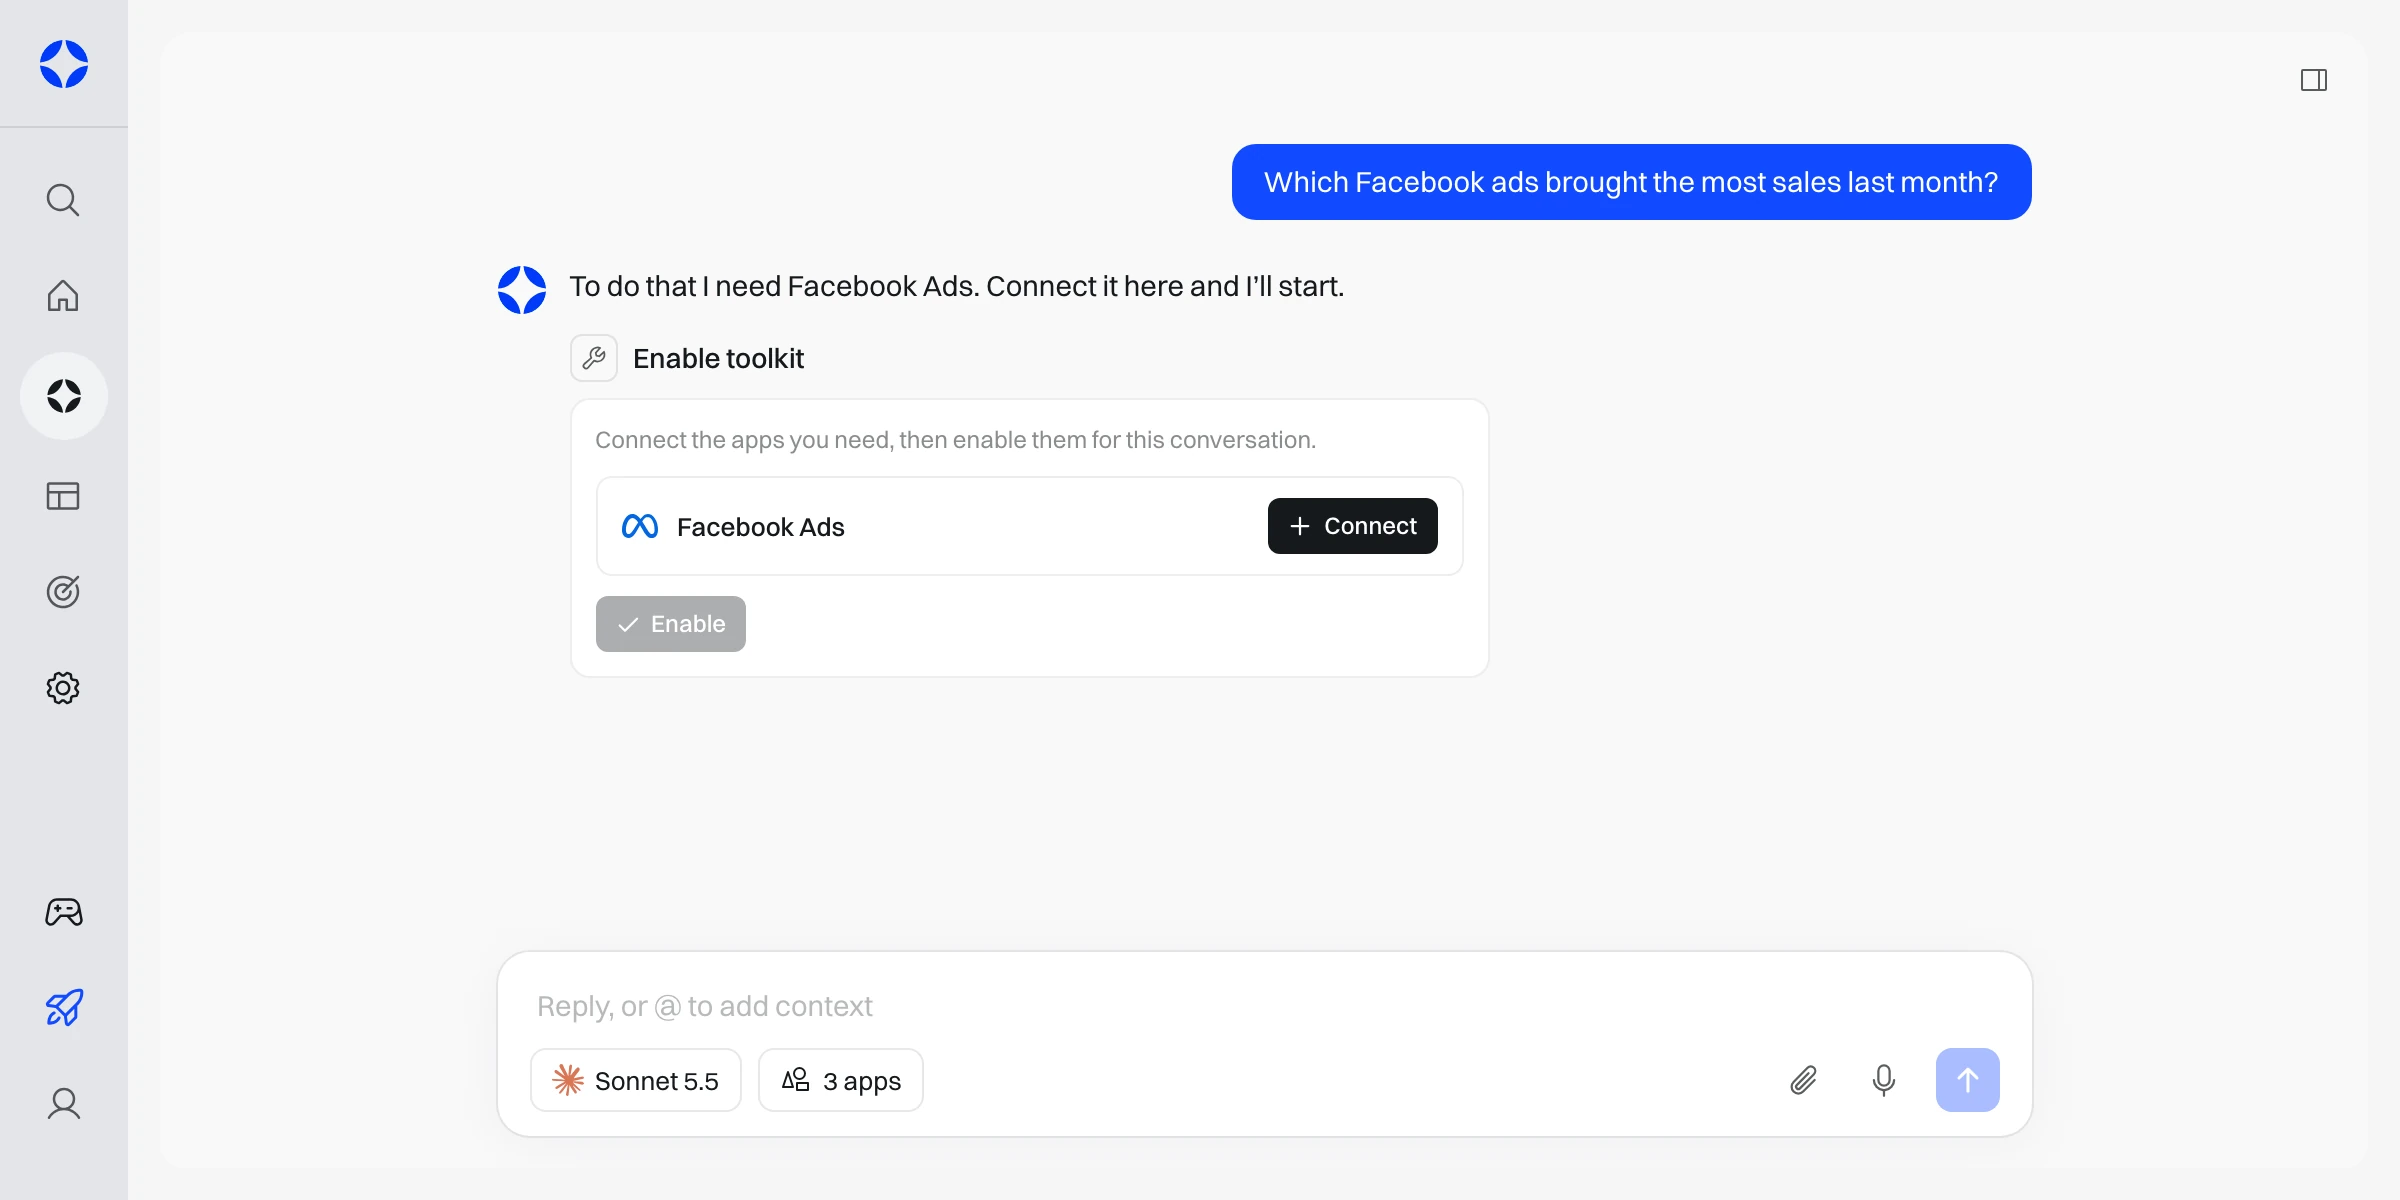 Which Facebook ads brought the most sales last month?
To do that I need Facebook Ads. Connect it here and I’ll start.
Enable toolkit
Connect the apps you need, then enable them for this conversation.
Facebook Ads
Connect
Enable
Reply, or @ to add context
Sonnet 5.5
3 apps